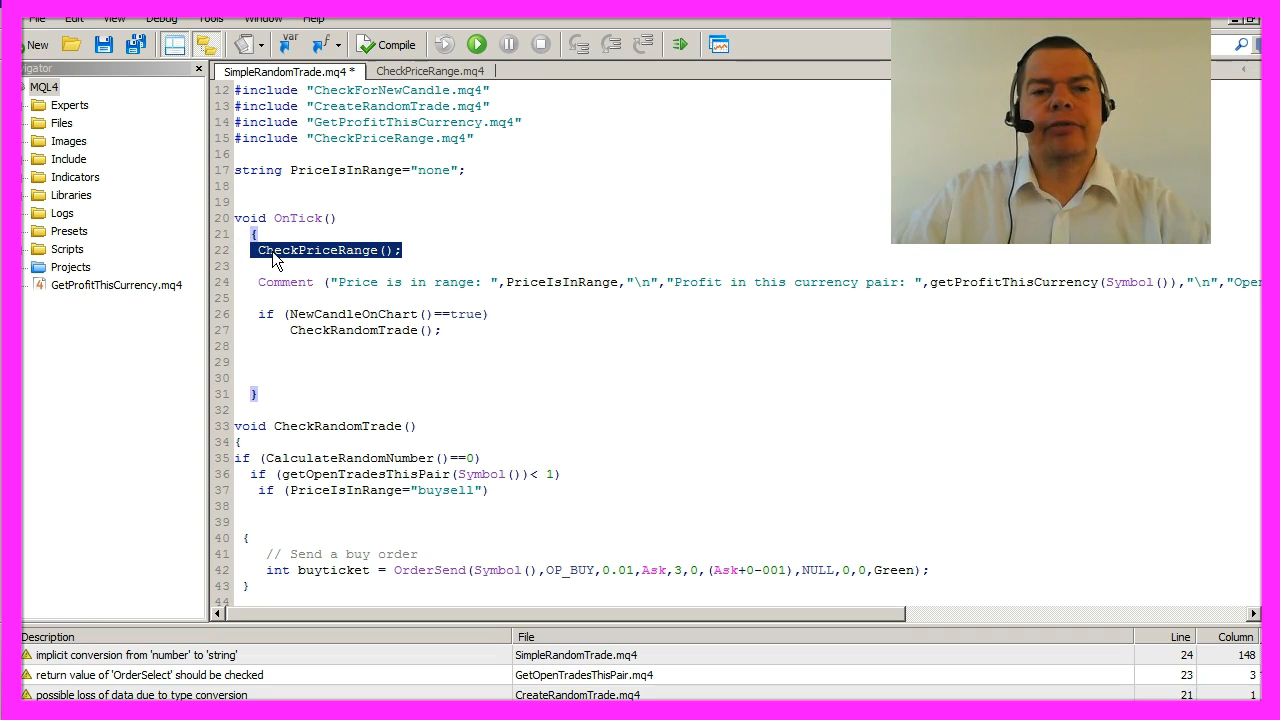 File Edit View Debug Tools Window Help
New var Compile
Navigator
SimpleRandomTrade.mq4 * CheckPriceRange.mq4
MQL4
Experts
Files
Images
Include
Indicators
Libraries
Logs
Presets
Scripts
Projects
GetProfitThisCurrency.mq4
12 #include "CheckForNewCandle.mq4"
13 #include "CreateRandomTrade.mq4"
14 #include "GetProfitThisCurrency.mq4"
15 #include "CheckPriceRange.mq4"
16
17 string PriceIsInRange="none";
18
19
20 void OnTick()
21 {
22 CheckPriceRange();
23
24 Comment ("Price is in range: ",PriceIsInRange,"\n","Profit in this currency pair: ",getProfitThisCurrency(Symbol()),"\n","Ope
25
26 if (NewCandleOnChart()==true)
27 CheckRandomTrade();
28
29
30
31 }
32
33 void CheckRandomTrade()
34 {
35 if (CalculateRandomNumber()==0)
36 if (getOpenTradesThisPair(Symbol())< 1)
37 if (PriceIsInRange="buysell")
38
39
40 {
41 // Send a buy order
42 int buyticket = OrderSend(Symbol(),OP_BUY,0.01,Ask,3,0,(Ask+0-001),NULL,0,0,Green);
43 }
44
Description File Line Column
implicit conversion from 'number' to 'string' SimpleRandomTrade.mq4 24 148
return value of 'OrderSelect' should be checked GetOpenTradesThisPair.mq4 23 3
possible loss of data due to type conversion CreateRandomTrade.mq4 21 1